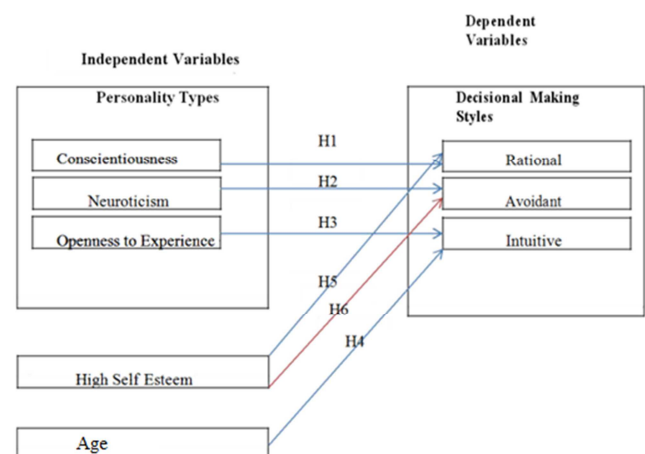 Dependent
Variables
Independent Variables
Personality Types
Decisional Making
Styles
Conscientiousness
H1
Rational
Neuroticism
H2
Avoidant
Openness to Experience
H3
Intuitive
H5
H6
H4
High Self Esteem
Age